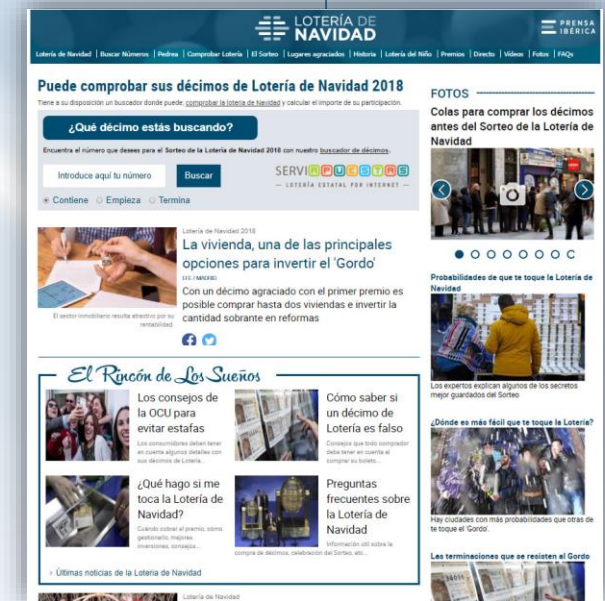 LOTERÍA DE
NAVIDAD
PRENSA
IBÉRICA
Lotería de Navidad | Buscar Números | Pedrea | Comprobar Lotería | El Sorteo | Lugares agraciados | Historia | Lotería del Niño | Premios | Directo | Vídeos | Fotos | FAQs
Puede comprobar sus décimos de Lotería de Navidad 2018
Tiene a su disposición un buscador donde puede: comprobar la lotería de Navidad y calcular el importe de su participación.
¿Qué décimo estás buscando?
Encuentra el número que desees para el Sorteo de la Lotería de Navidad 2018 con nuestro buscador de décimos.
Introduce aquí tu número
Buscar
Contiene
Empieza
Termina
SERVIAPUESTAS
– LOTERÍA ESTATAL POR INTERNET –
Lotería de Navidad 2018
La vivienda, una de las principales
opciones para invertir el 'Gordo'
EFE / MADRID
Con un décimo agraciado con el primer premio es
posible comprar hasta dos viviendas e invertir la
cantidad sobrante en reformas
El sector inmobiliario resulta atractivo por su
rentabilidad.
El Rincón de Los Sueños
Los consejos de
la OCU para
evitar estafas
Los consumidores deben tener
en cuenta algunos detalles con
sus décimos de Lotería...
Cómo saber si
un décimo de
Lotería es falso
Consejos que todo comprador
debe tener en cuenta al
comprar su boleto...
¿Qué hago si me
toca la Lotería de
Navidad?
Cuándo cobrar el premio, cómo
gestionarlo, mejores
inversiones, consejos...
Preguntas
frecuentes sobre
la Lotería de
Navidad
Información útil sobre la
compra de décimos, celebración del Sorteo, etc...
› Últimas noticias de la Lotería de Navidad
Lotería de Navidad
FOTOS
Colas para comprar los décimos
antes del Sorteo de la Lotería de
Navidad
Probabilidades de que te toque la Lotería de
Navidad
Los expertos explican algunos de los secretos
mejor guardados del Sorteo
¿Dónde es más fácil que te toque la Lotería?
Hay ciudades con más probabilidades que otras de
te toque el 'Gordo'.
Las terminaciones que se resisten al Gordo